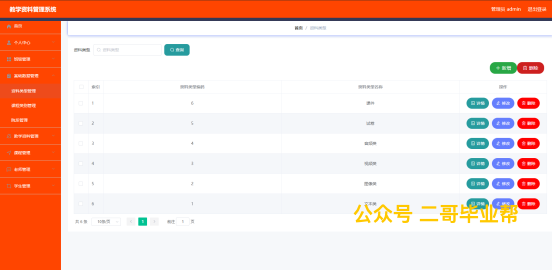 教学资料管理系统
管理员 admin 退出登录
首页
个人中心
班级管理
基础数据管理
资料类型管理
课程类型管理
教学资料管理
课程管理
老师管理
学生管理
首页 / 资料类型
资料类型 资料类型 查询
新增 删除
索引 资料类型编码 资料类型名称 操作
1 6 课件 详情 修改 删除
2 5 试卷 详情 修改 删除
3 4 详情 修改 删除
4 3 视频类 详情 修改 删除
5 2 图像类 详情 修改 删除
6 1 文本类 详情 修改 删除
共 6 条 10条/页 1 前往 1 页
公众号 二哥毕业帮